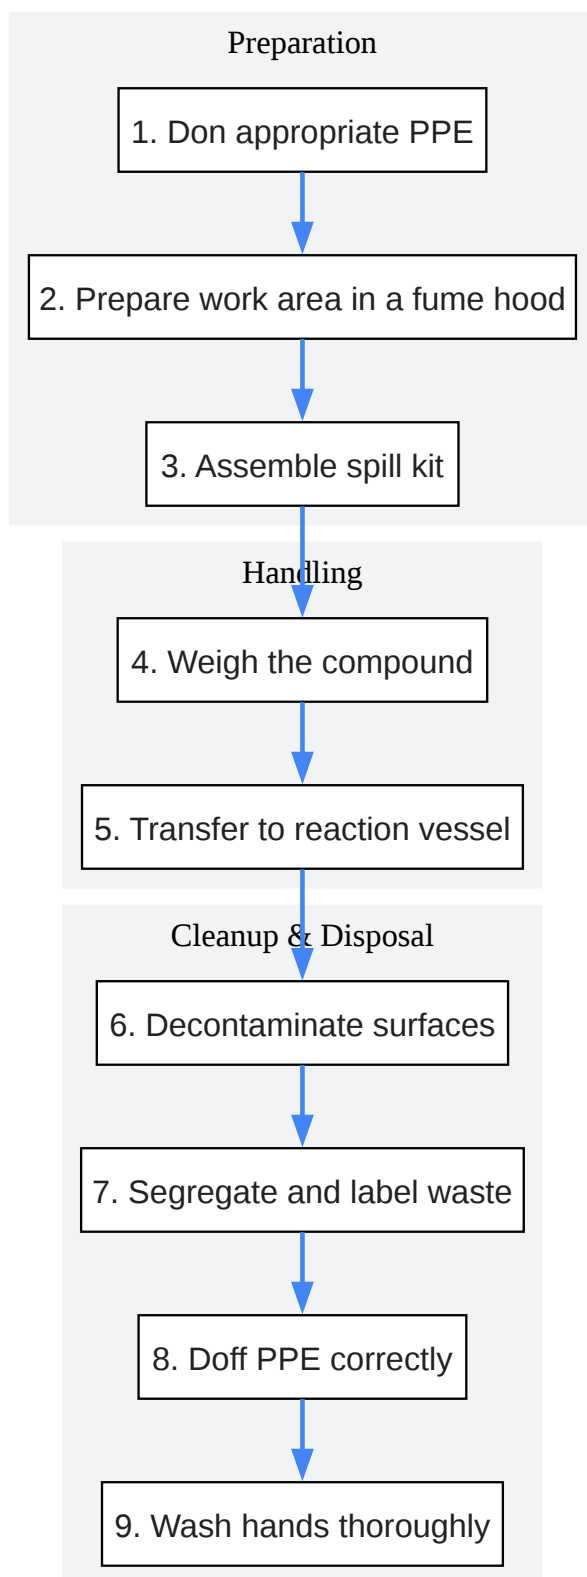 Preparation
1. Don appropriate PPE
2. Prepare work area in a fume hood
3. Assemble spill kit
Handling
4. Weigh the compound
5. Transfer to reaction vessel
Cleanup & Disposal
6. Decontaminate surfaces
7. Segregate and label waste
8. Doff PPE correctly
9. Wash hands thoroughly